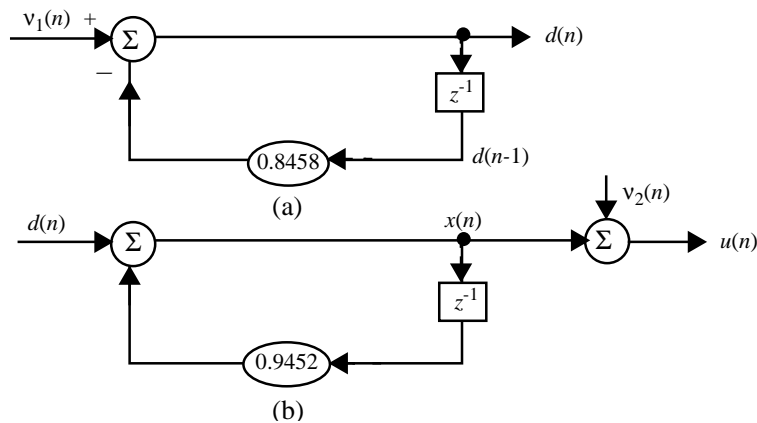 ν₁(n) +
Σ
d(n)
−
z⁻¹
0.8458
d(n-1)
(a)
ν₂(n)
d(n)
Σ
x(n)
Σ
u(n)
z⁻¹
0.9452
(b)